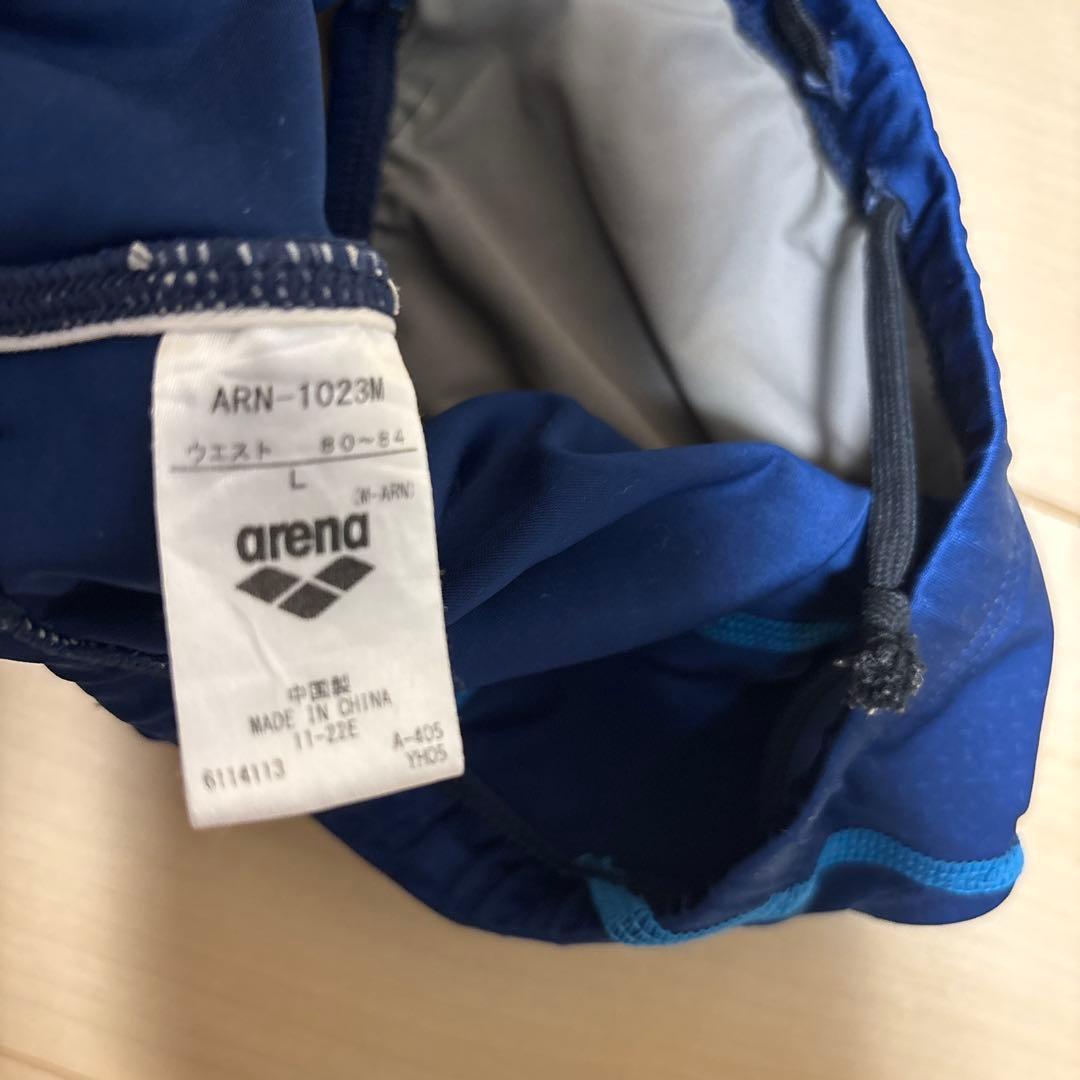 ARN-1023M
ウエスト 80~84
L
(M-ARN)
arena
中国製
MADE IN CHINA
11-22E
A-405
6114113
YH05